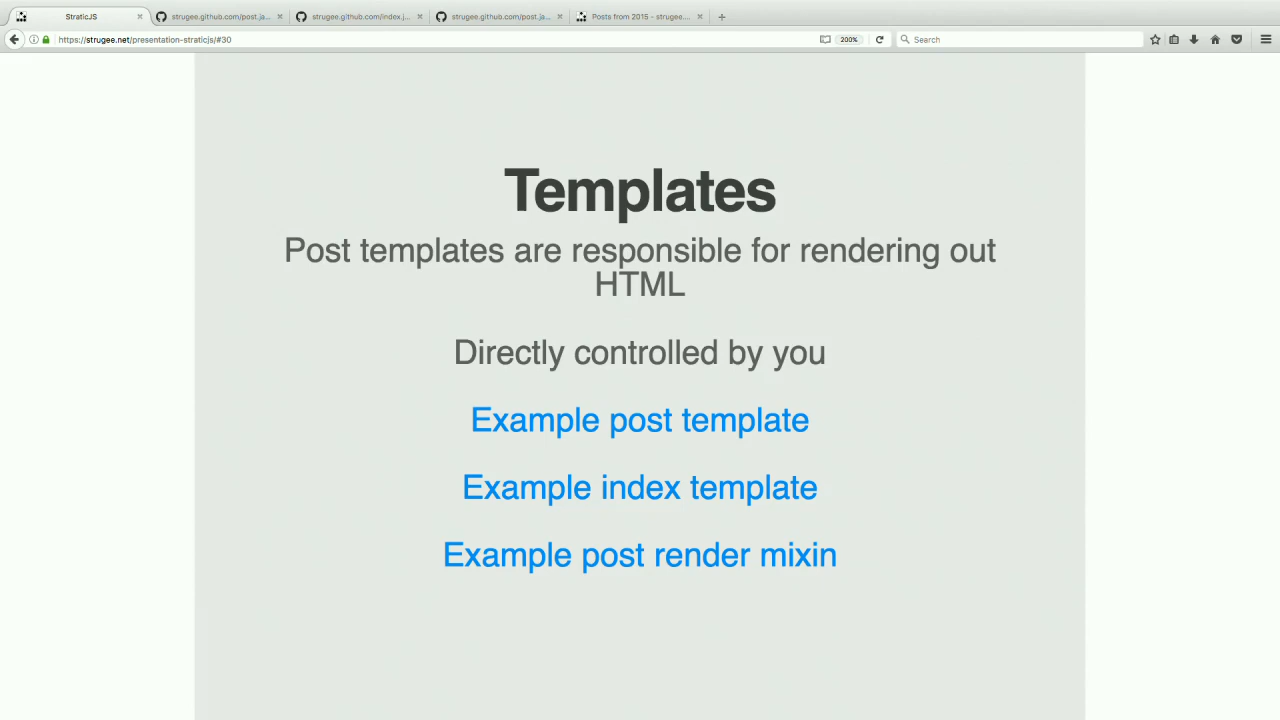 StraticJS
strugee.github.com/post.ja...
strugee.github.com/index.j...
strugee.github.com/post.ja...
Posts from 2015 - strugee....
https://strugee.net/presentation-straticjs/#30
200%
Search
Templates
Post templates are responsible for rendering out
HTML
Directly controlled by you
Example post template
Example index template
Example post render mixin